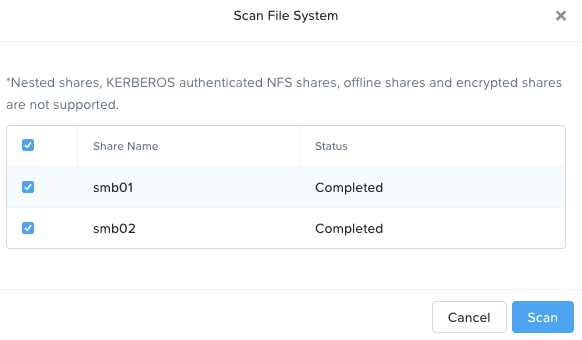 Scan File System
*Nested shares, KERBEROS authenticated NFS shares, offline shares and encrypted shares
are not supported.
Share Name Status
smb01 Completed
smb02 Completed
Cancel Scan